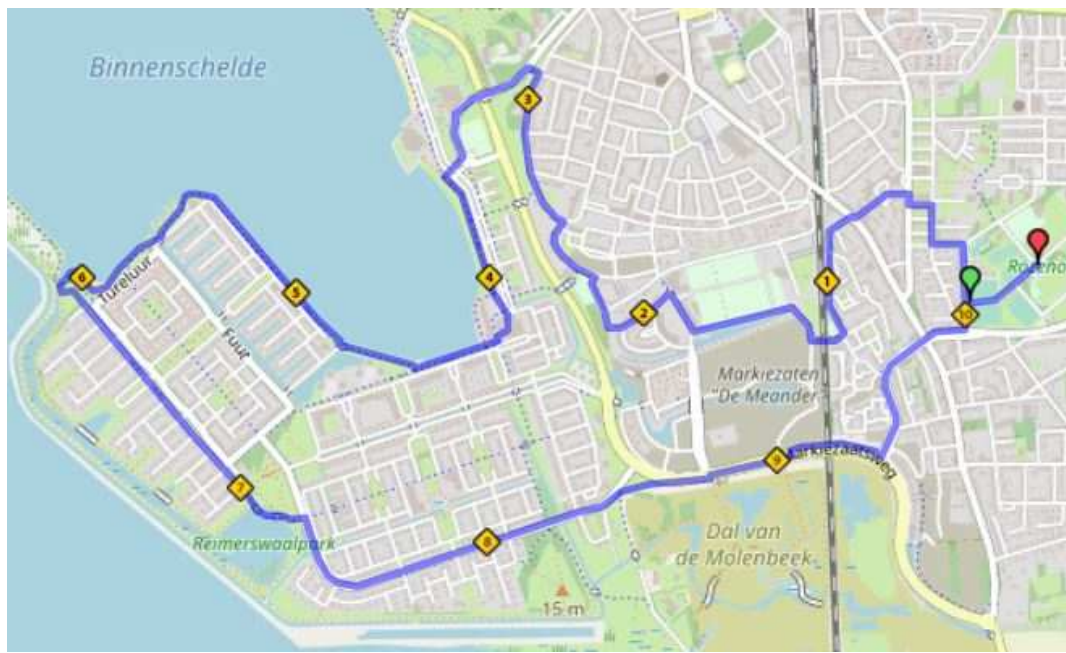 Binnenschelde
3
6
Tureluur
5
4
2
1
Fuut
10
Markiezaten
"De Meander"
9
Markiezaatsweg
7
8
Reimerswaalpark
Dal van
de Molenbeek
15 m